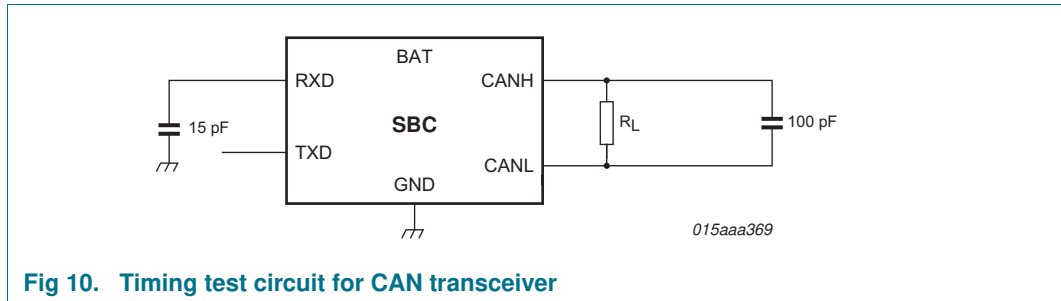 BAT
RXD
CANH
15 pF
SBC
RL
100 pF
TXD
CANL
GND
015aaa369
Fig 10. Timing test circuit for CAN transceiver